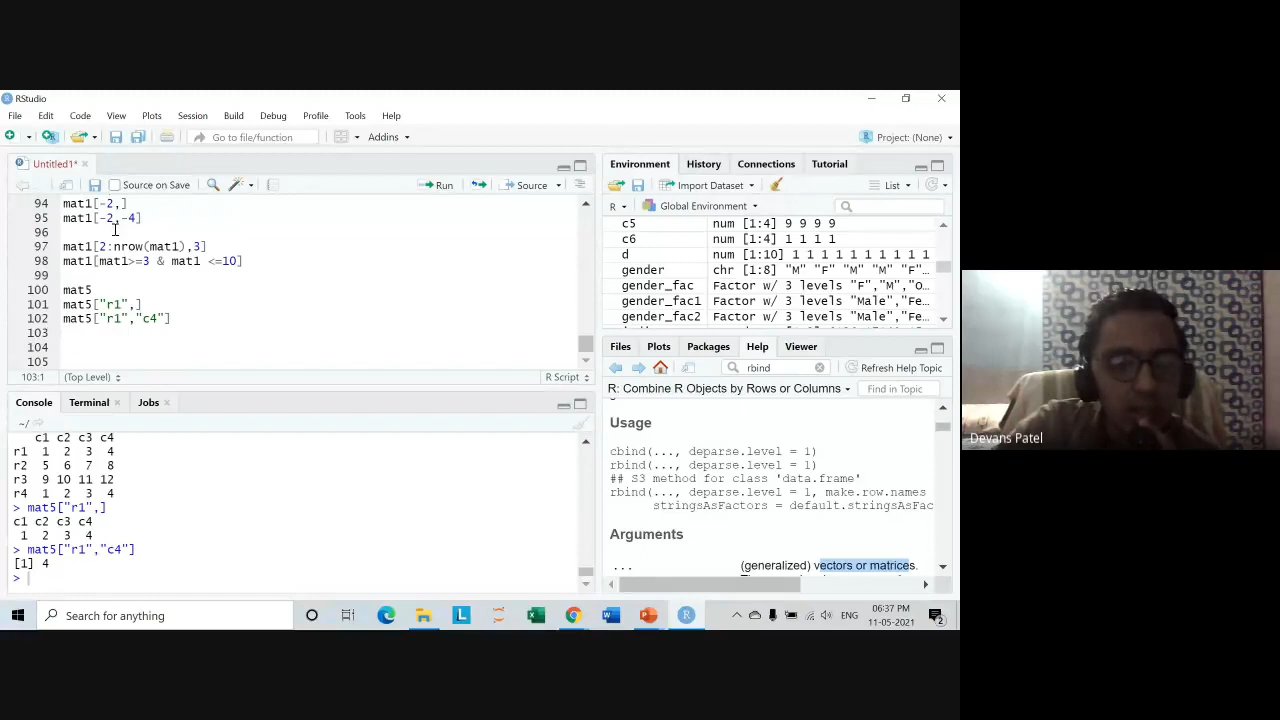 RStudio
File Edit Code View Plots Session Build Debug Profile Tools Help
Go to file/function
Addins
Project: (None)
Untitled1*
Source on Save
Run
Source
94 mat1[-2,]
95 mat1[-2,-4]
96
97 mat1[2:nrow(mat1),3]
98 mat1[mat1>=3 & mat1 <=10]
99
100 mat5
101 mat5["r1",]
102 mat5["r1","c4"]
103
104
105
103:1 (Top Level) R Script
Console Terminal Jobs
~/
c1 c2 c3 c4
r1 1 2 3 4
r2 5 6 7 8
r3 9 10 11 12
r4 1 2 3 4
> mat5["r1",]
c1 c2 c3 c4
1 2 3 4
> mat5["r1","c4"]
[1] 4
>
Environment History Connections Tutorial
Import Dataset List
R Global Environment
c5 num [1:4] 9 9 9 9
c6 num [1:4] 1 1 1 1
d num [1:10] 1 1 1 1 1 1 1 1 1 1
gender chr [1:8] "M" "F" "M" "M" "F"…
gender_fac Factor w/ 3 levels "F","M","O…
gender_fac1 Factor w/ 3 levels "Male","Fe…
gender_fac2 Factor w/ 3 levels "Male","Fe…
Files Plots Packages Help Viewer
rbind
Refresh Help Topic
R: Combine R Objects by Rows or Columns
Find in Topic
Usage
cbind(..., deparse.level = 1)
rbind(..., deparse.level = 1)
## S3 method for class 'data.frame'
rbind(..., deparse.level = 1, make.row.names
stringsAsFactors = default.stringsAsFac
Arguments
... (generalized) vectors or matrices.
Devans Patel
Search for anything
ENG
06:37 PM
11-05-2021
2